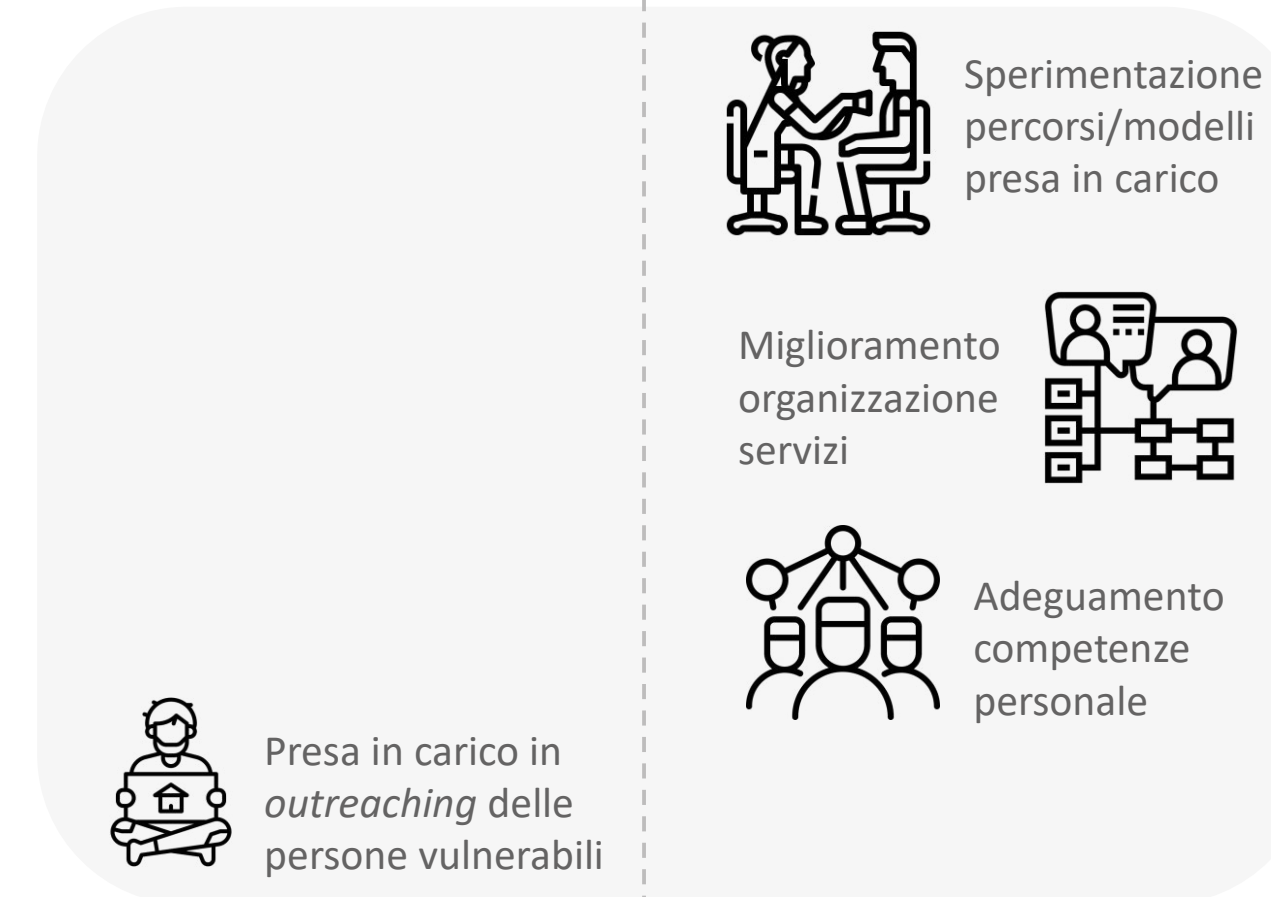 Sperimentazione
percorsi/modelli
presa in carico
Miglioramento
organizzazione
servizi
Adeguamento
competenze
personale
Presa in carico in
outreaching delle
persone vulnerabili